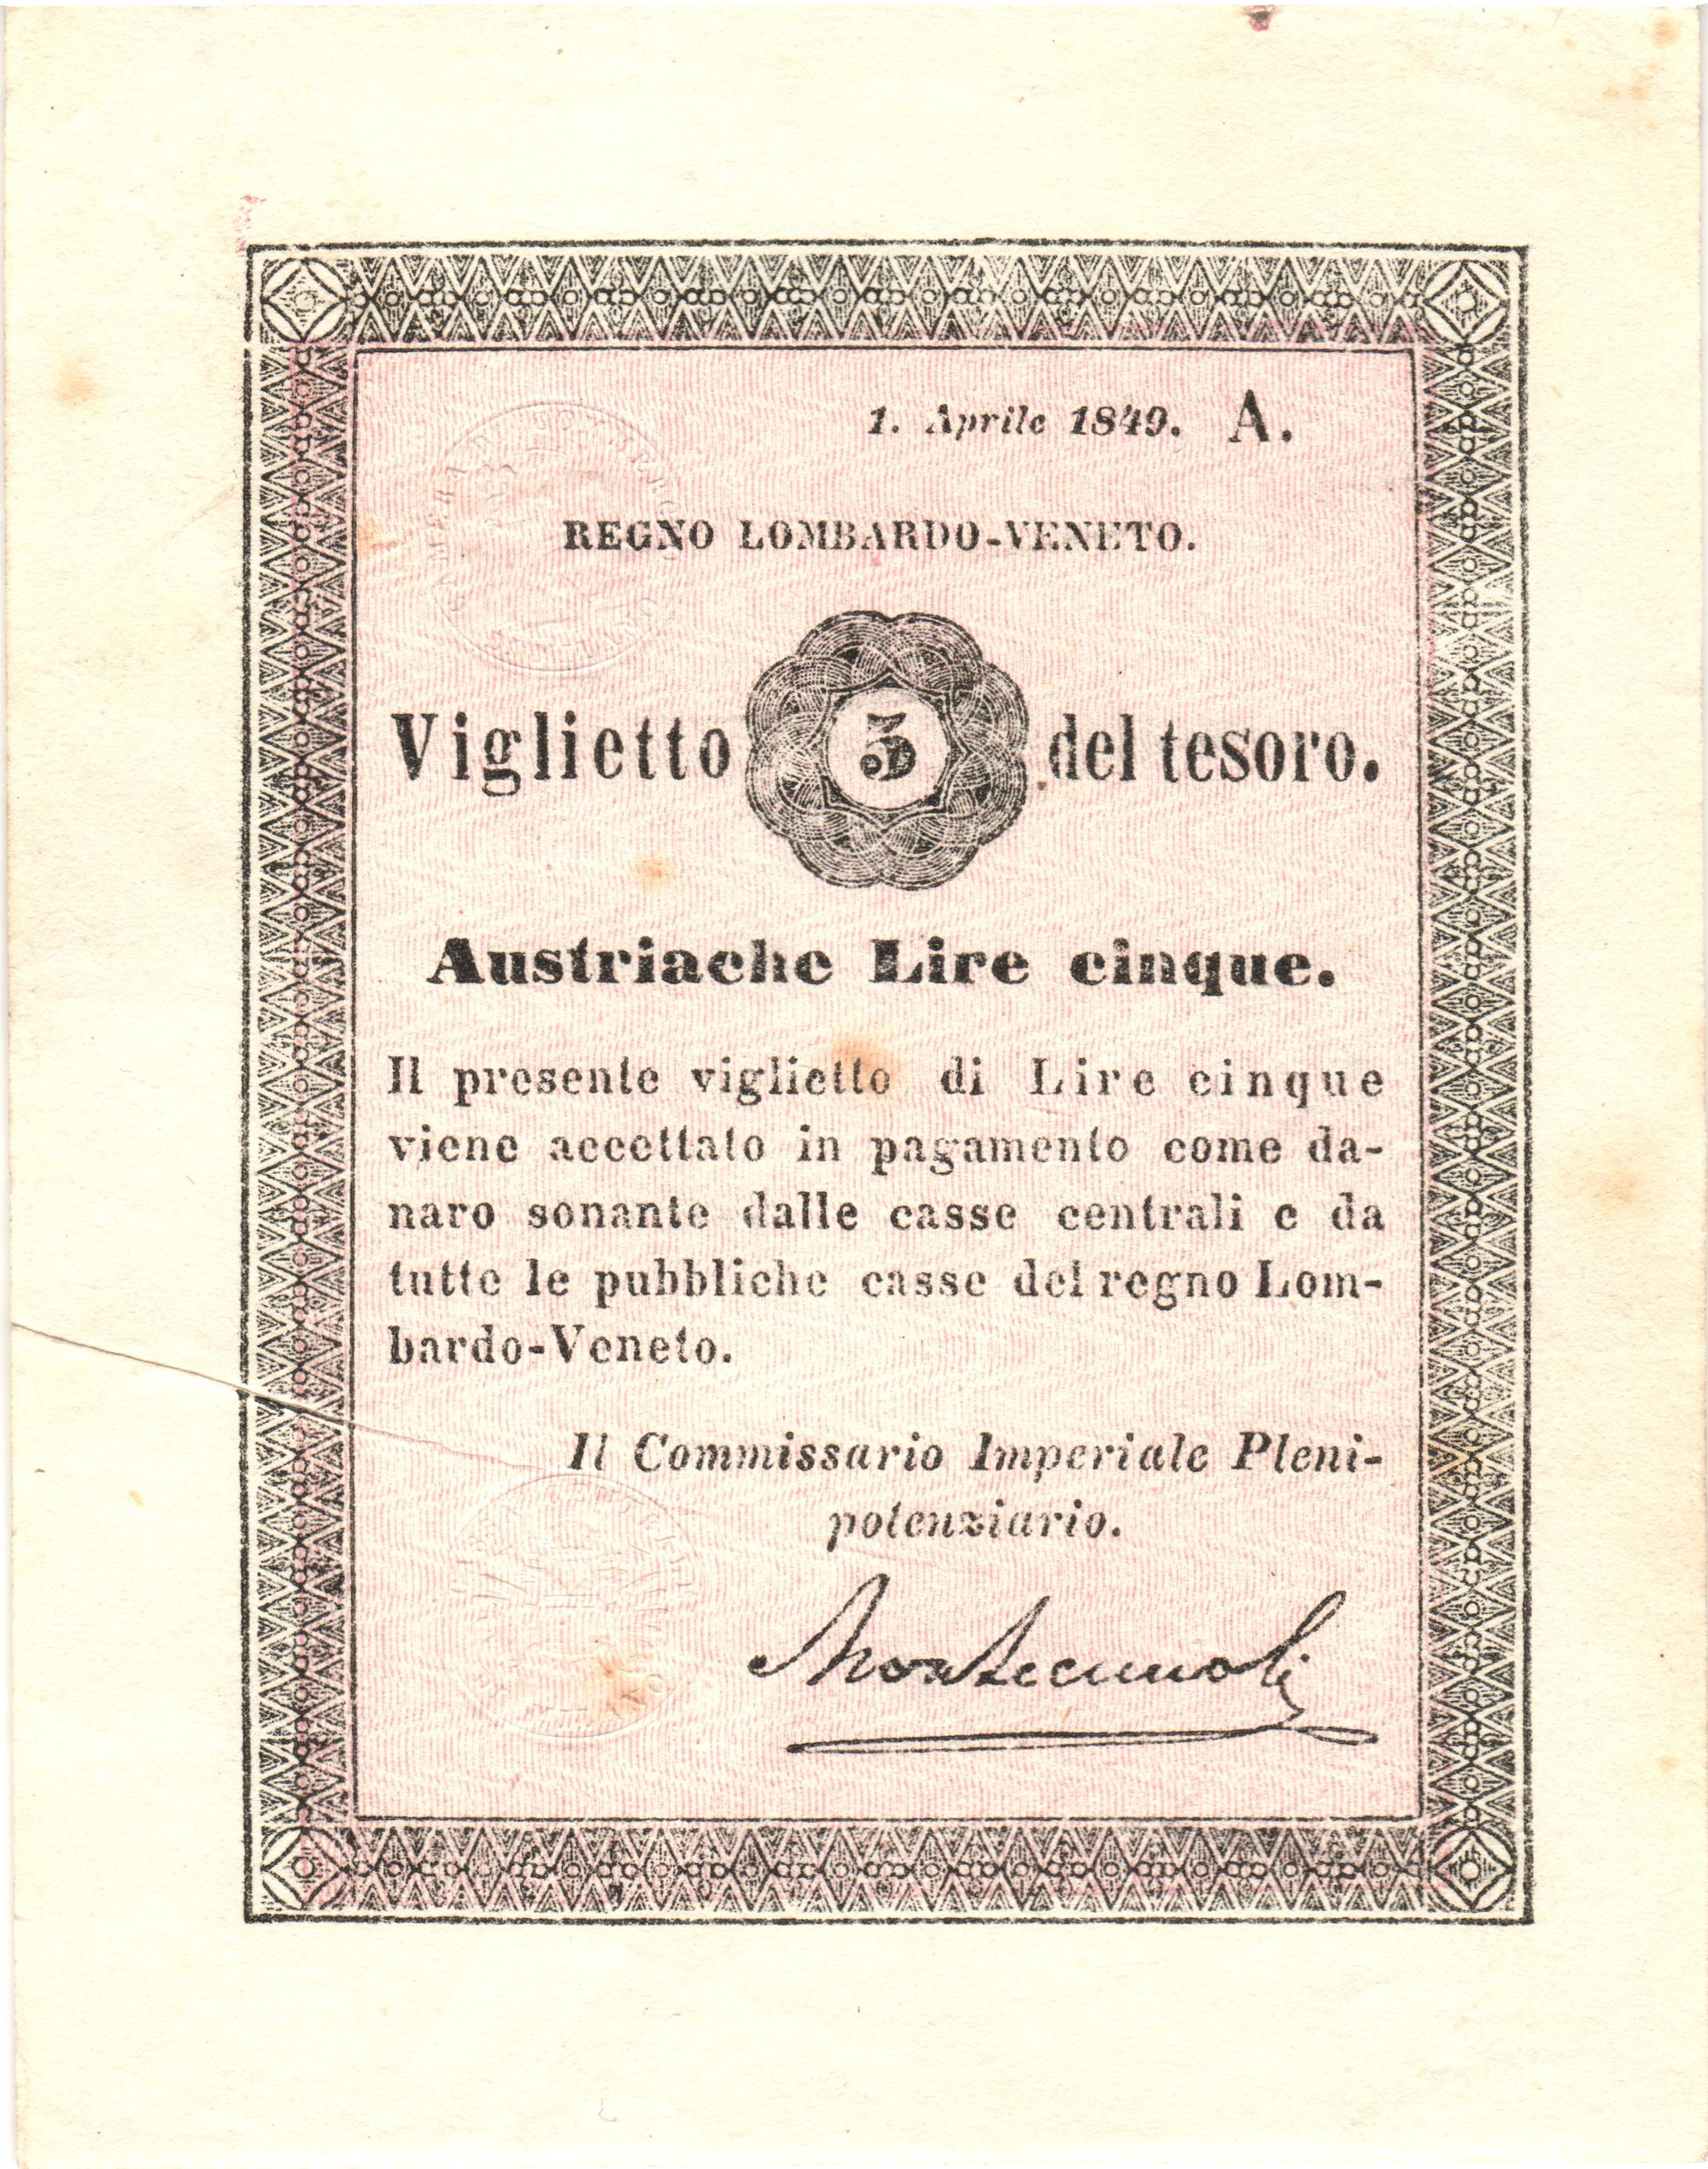 1. Aprile 1849. A.
REGNO LOMBARDO-VENETO.
Viglietto 5 del tesoro.
Austriache Lire cinque.
Il presente viglietto di Lire cinque
viene accettato in pagamento come da-
naro sonante dalle casse centrali e da
tutte le pubbliche casse del regno Lom-
bardo-Veneto.
Il Commissario Imperiale Pleni-
potenziario.
Montecuccoli